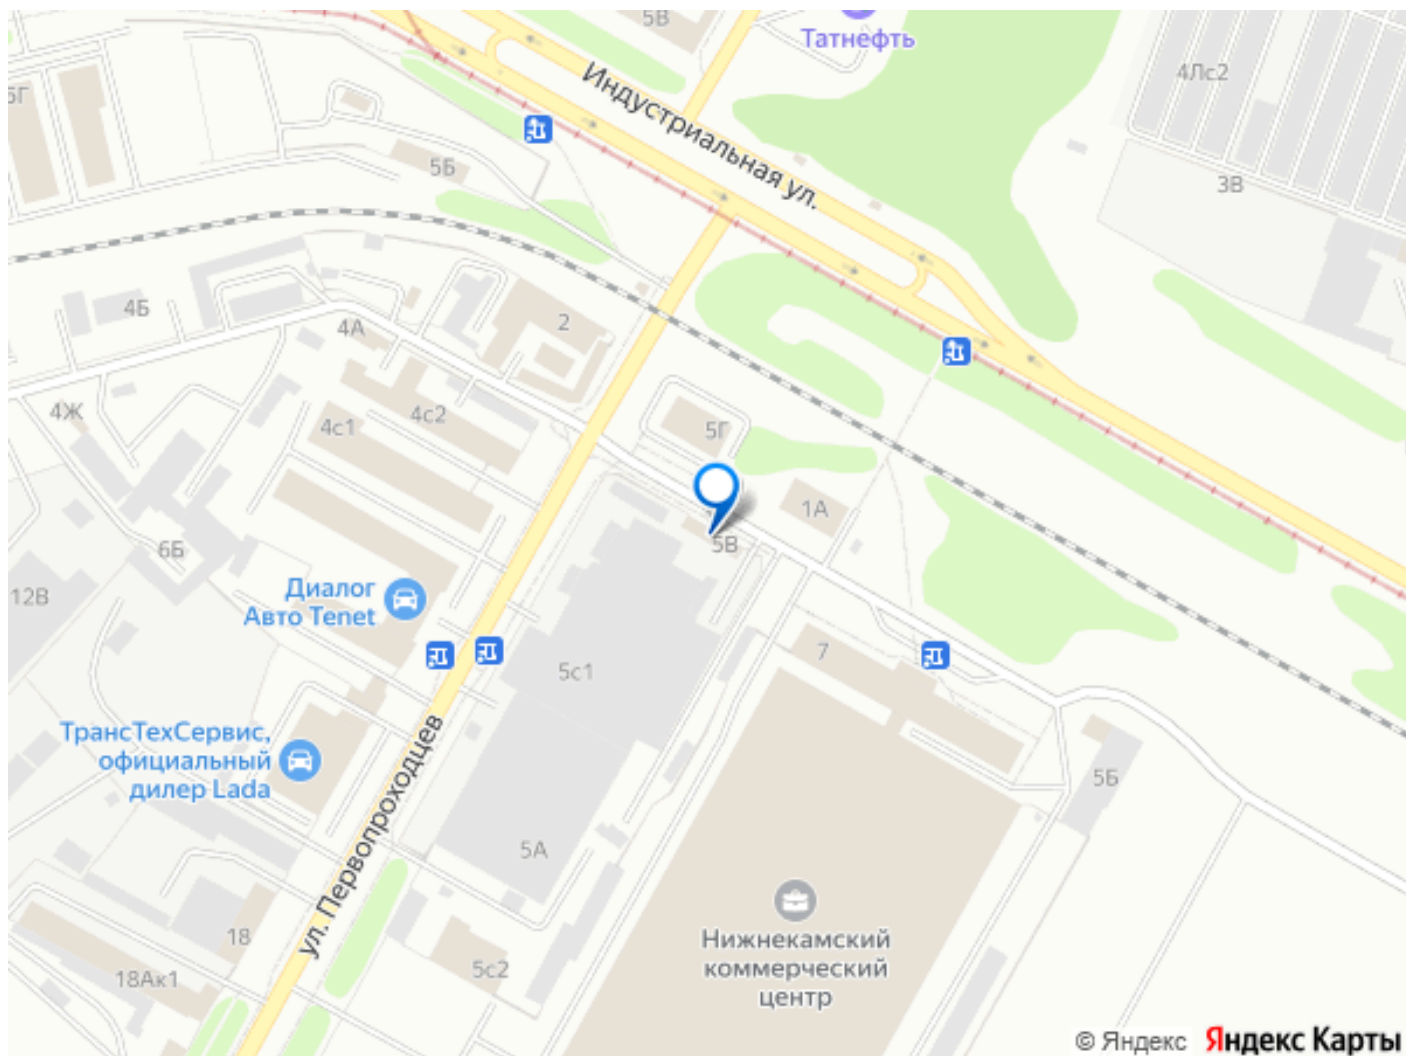 5В
Татнефть
4Лс2
5Г
Индустриальная ул.
5Б
3В
4Б
4А
2
4Ж
4с1
4с2
5Г
1А
5В
6Б
12В
Диалог
Авто Tenet
7
5с1
ТрансТехСервис,
официальный
дилер Lada
ул. Первопроходцев
5Б
5А
18
18Ак1
5с2
Нижнекамский
коммерческий
центр
© Яндекс Яндекс Карты